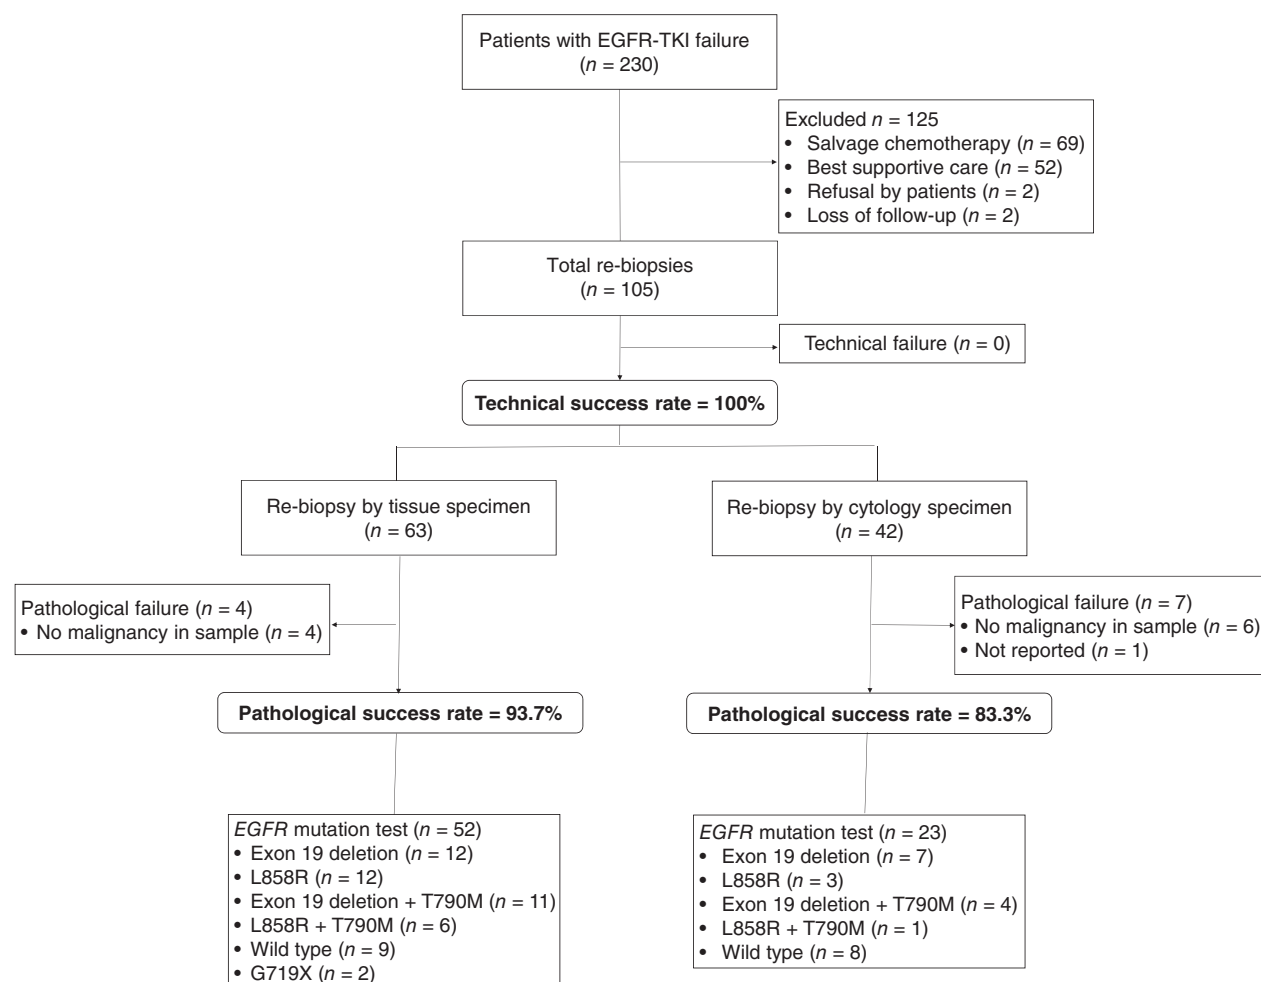 Patients with EGFR-TKI failure
(n = 230)
Excluded n = 125
• Salvage chemotherapy (n = 69)
• Best supportive care (n = 52)
• Refusal by patients (n = 2)
• Loss of follow-up (n = 2)
Total re-biopsies
(n = 105)
Technical failure (n = 0)
Technical success rate = 100%
Re-biopsy by tissue specimen
(n = 63)
Re-biopsy by cytology specimen
(n = 42)
Pathological failure (n = 4)
• No malignancy in sample (n = 4)
Pathological failure (n = 7)
• No malignancy in sample (n = 6)
• Not reported (n = 1)
Pathological success rate = 93.7%
Pathological success rate = 83.3%
EGFR mutation test (n = 52)
• Exon 19 deletion (n = 12)
• L858R (n = 12)
• Exon 19 deletion + T790M (n = 11)
• L858R + T790M (n = 6)
• Wild type (n = 9)
• G719X (n = 2)
EGFR mutation test (n = 23)
• Exon 19 deletion (n = 7)
• L858R (n = 3)
• Exon 19 deletion + T790M (n = 4)
• L858R + T790M (n = 1)
• Wild type (n = 8)